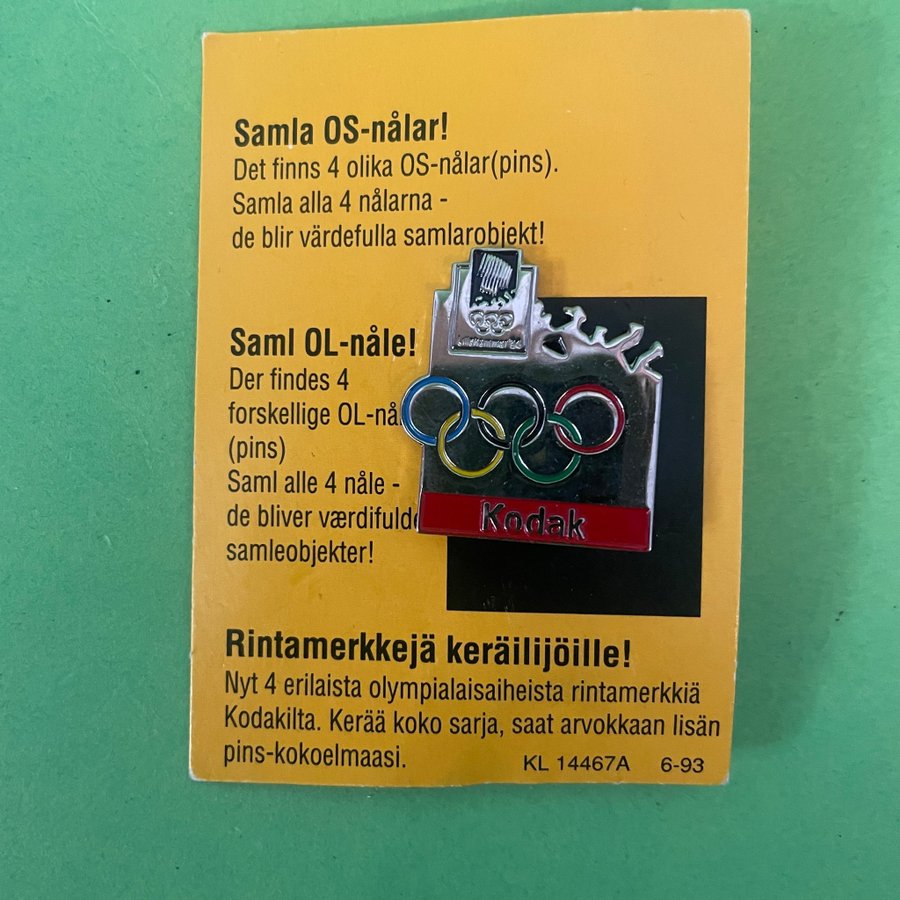 Samla OS-nålar!
Det finns 4 olika OS-nålar(pins).
Samla alla 4 nålarna -
de blir värdefulla samlarobjekt!
Saml OL-nåle!
Der findes 4
forskellige OL-nå
(pins)
Saml alle 4 nåle -
de bliver værdifulde
samleobjekter!
Kodak
Rintamerkkejä keräilijöille!
Nyt 4 erilaista olympialaisaiheista rintamerkkiä
Kodakilta. Kerää koko sarja, saat arvokkaan lisän
pins-kokoelmaasi.
KL 14467A 6-93